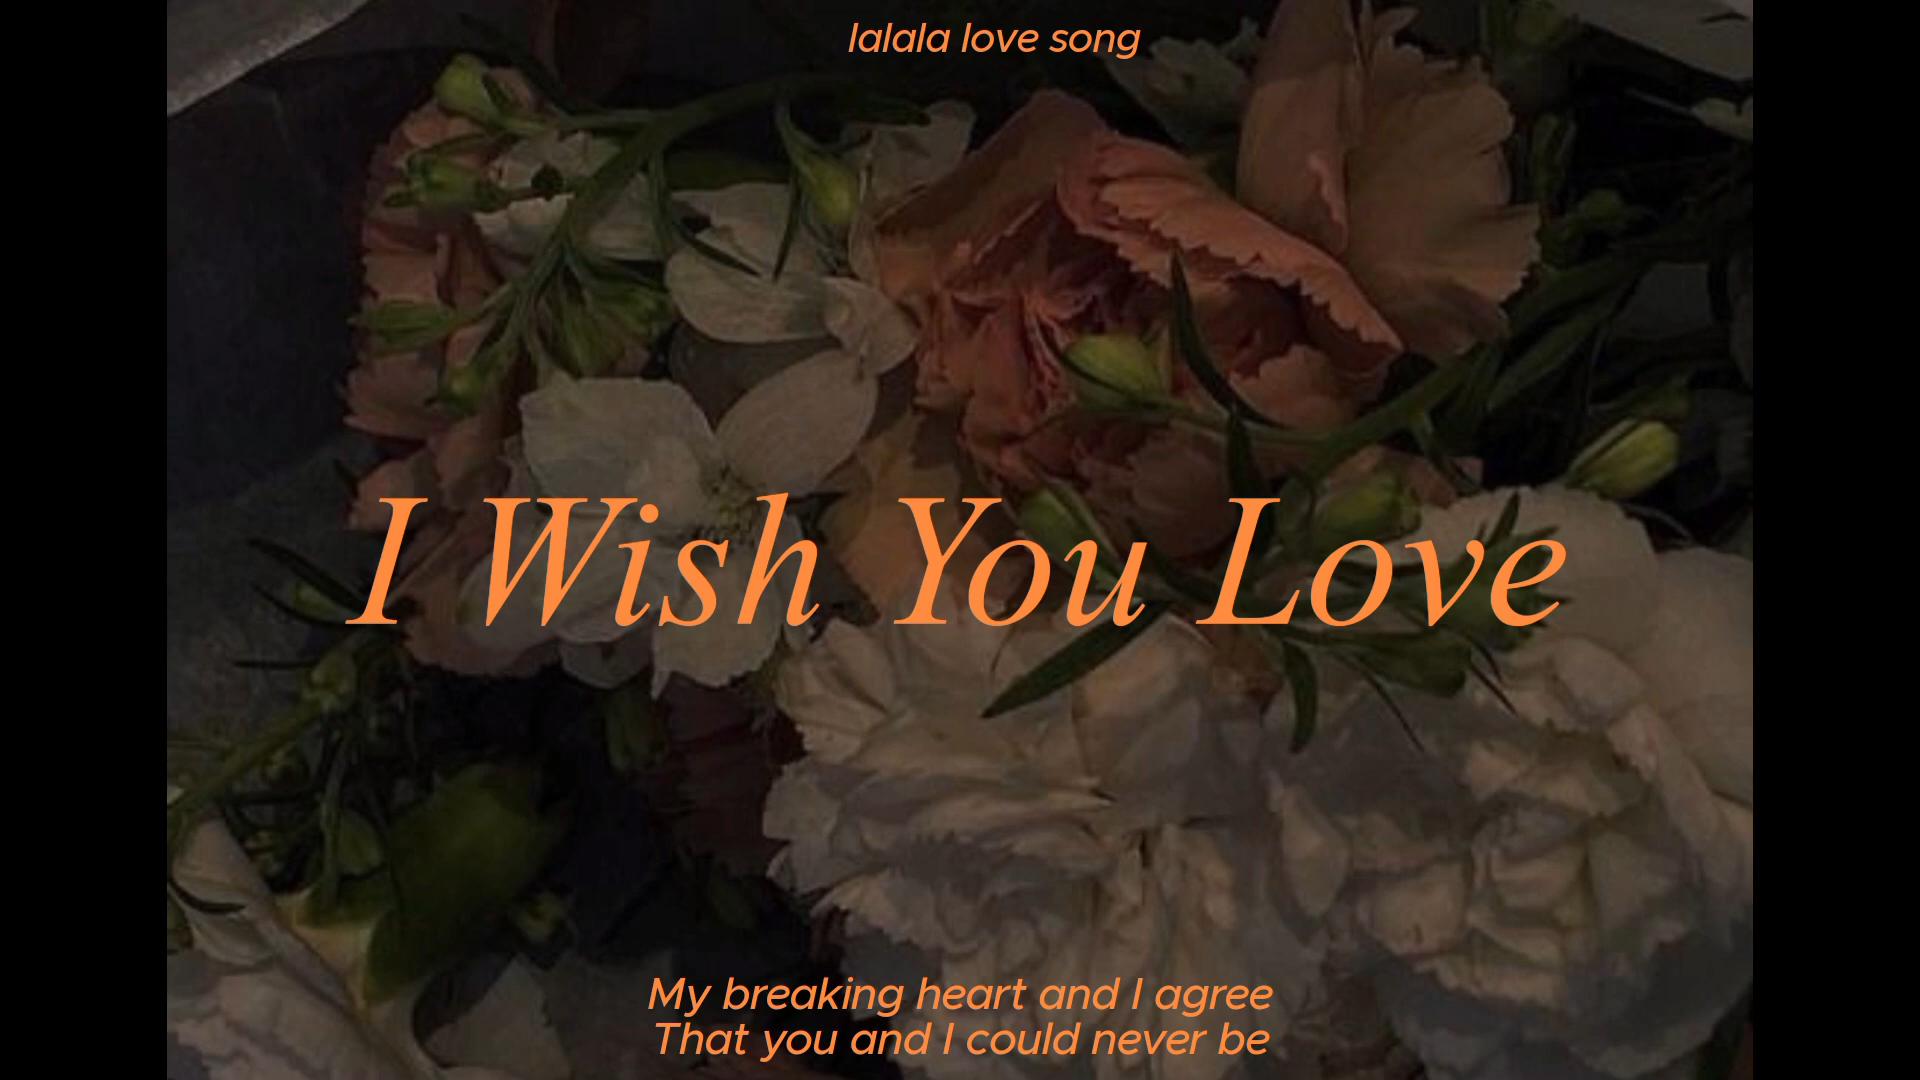 lalala love song
I Wish You Love
My breaking heart and I agree
That you and I could never be